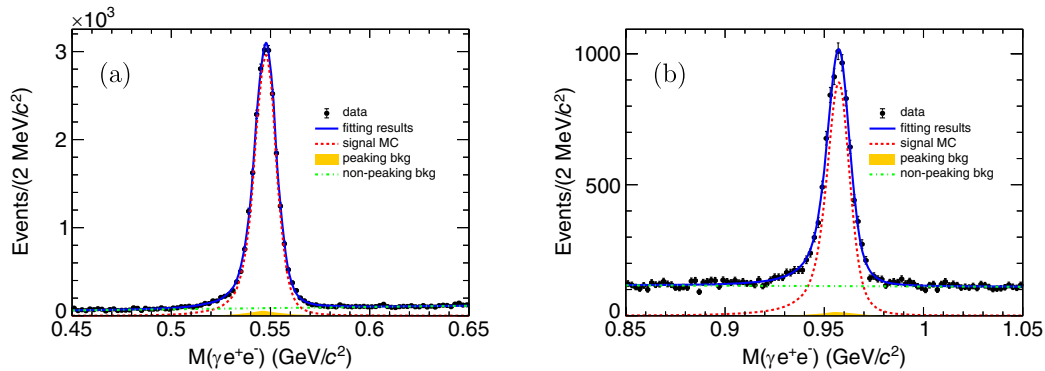 ×10³
3
2
1
0
0.45 0.5 0.55 0.6 0.65
Events/(2 MeV/c²)
M(γe⁺e⁻) (GeV/c²)
(a)
data
fitting results
signal MC
peaking bkg
non-peaking bkg
1000
500
0
0.85 0.9 0.95 1 1.05
Events/(2 MeV/c²)
M(γe⁺e⁻) (GeV/c²)
(b)
data
fitting results
signal MC
peaking bkg
non-peaking bkg